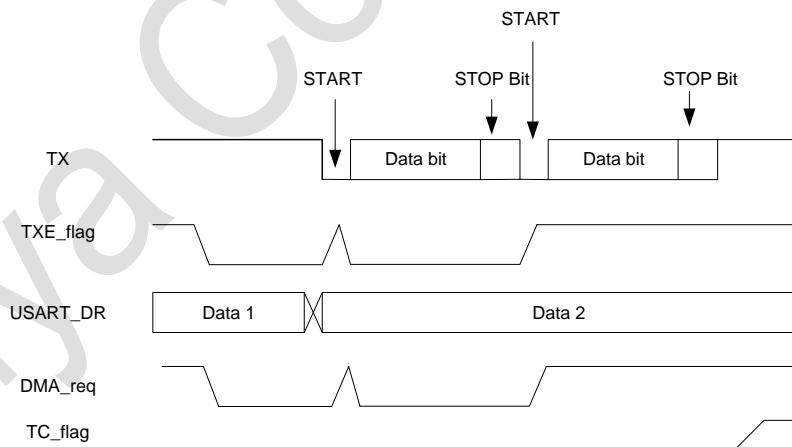 START
START
STOP Bit
STOP Bit
TX
Data bit
Data bit
TXE_flag
USART_DR
Data 1
Data 2
DMA_req
TC_flag